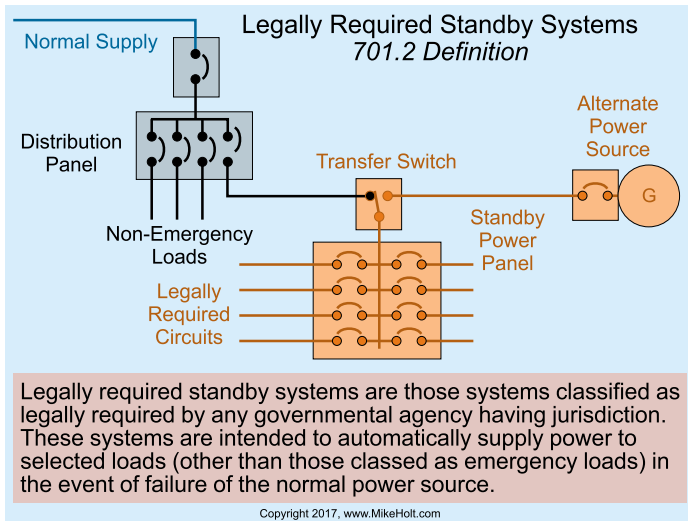 Legally Required Standby Systems
701.2 Definition
Normal Supply
Distribution
Panel
Non-Emergency
Loads
Transfer Switch
Alternate
Power
Source
G
Standby
Power
Panel
Legally
Required
Circuits
Legally required standby systems are those systems classified as
legally required by any governmental agency having jurisdiction.
These systems are intended to automatically supply power to
selected loads (other than those classed as emergency loads) in
the event of failure of the normal power source.
Copyright 2017, www.MikeHolt.com